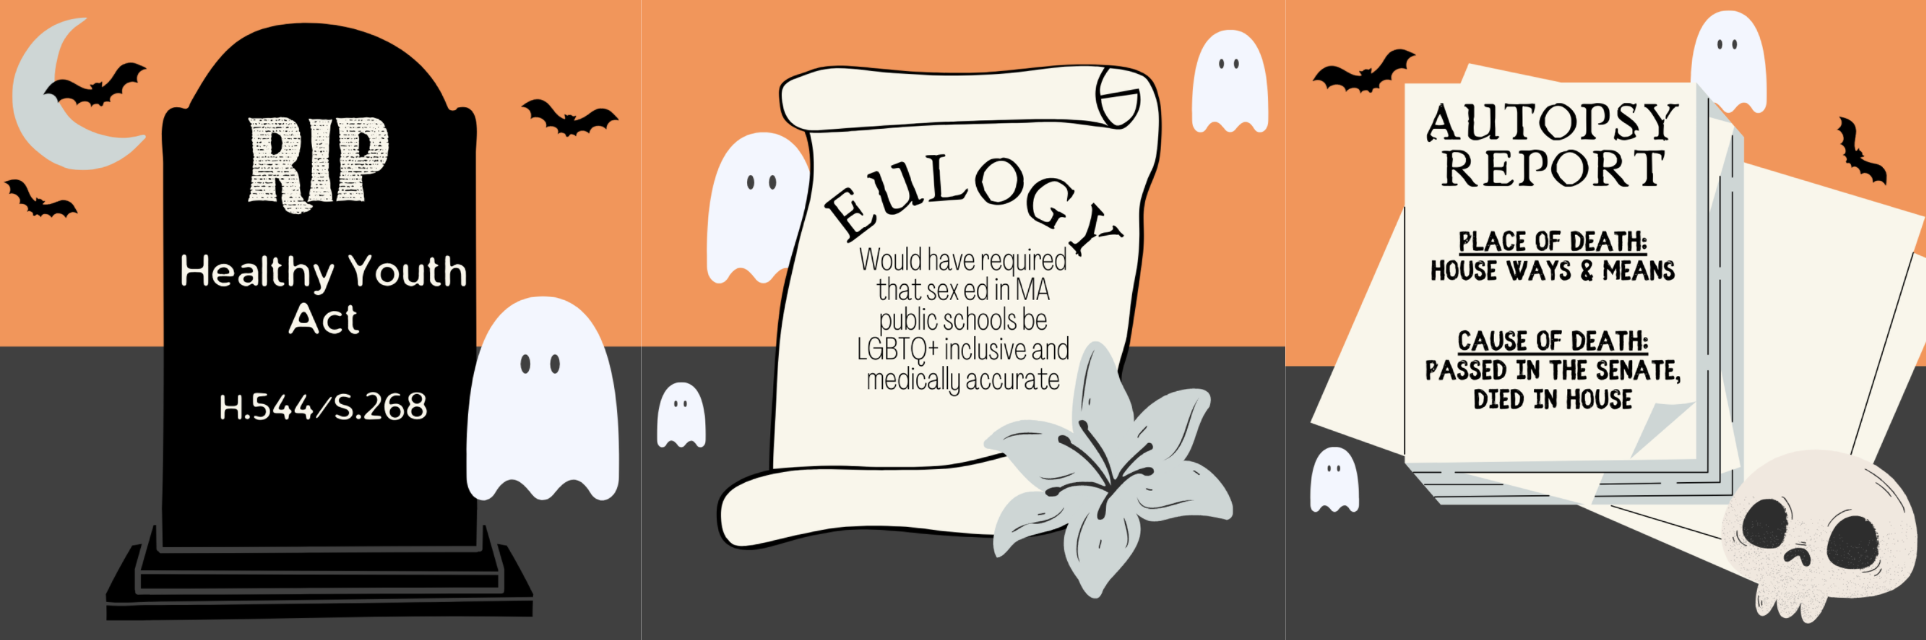 RIP
Healthy Youth
Act
H.544/S.268
EULOGY
Would have required
that sex ed in MA
public schools be
LGBTQ+ inclusive and
medically accurate
AUTOPSY
REPORT
PLACE OF DEATH:
HOUSE WAYS & MEANS
CAUSE OF DEATH:
PASSED IN THE SENATE,
DIED IN HOUSE